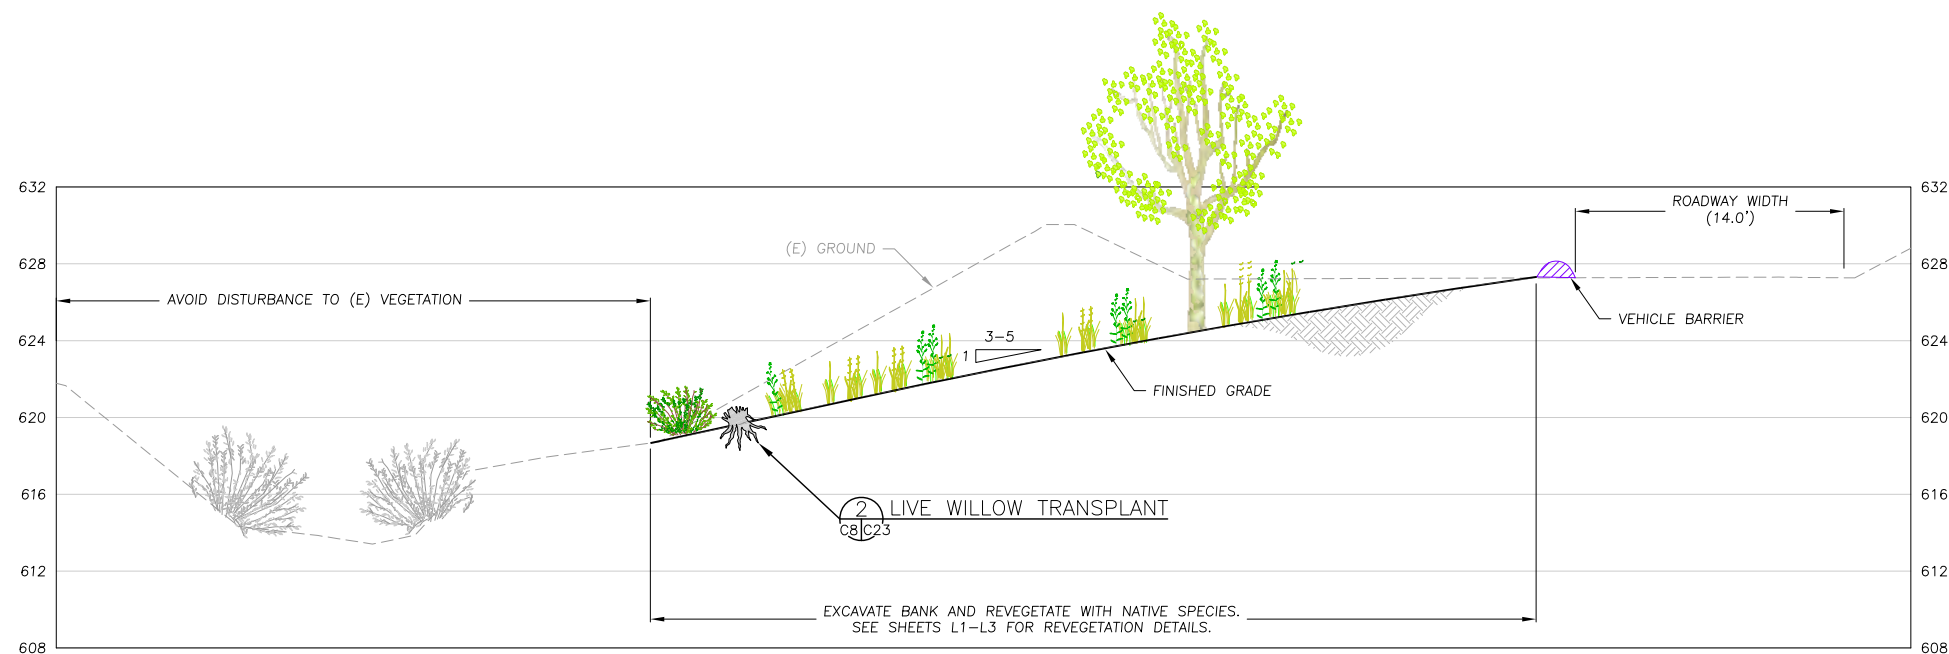 632
632
ROADWAY WIDTH
(14.0')
(E) GROUND
628
628
AVOID DISTURBANCE TO (E) VEGETATION
VEHICLE BARRIER
624
624
3-5
1
FINISHED GRADE
620
620
616
616
2 LIVE WILLOW TRANSPLANT
C8 C23
612
612
EXCAVATE BANK AND REVEGETATE WITH NATIVE SPECIES.
SEE SHEETS L1-L3 FOR REVEGETATION DETAILS.
608
608